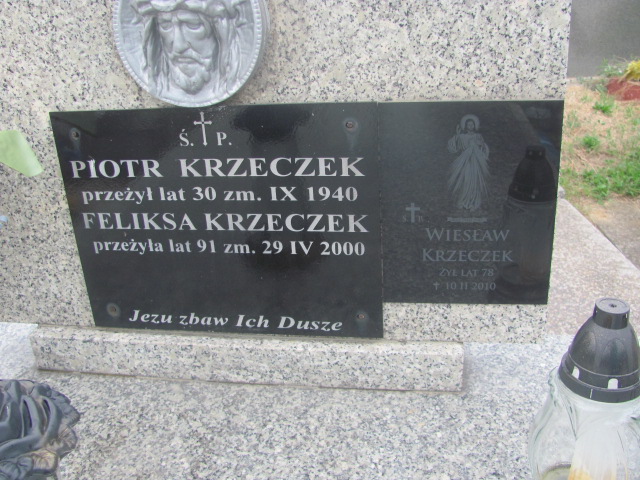 Ś. P.
PIOTR KRZECZEK
przeżył lat 30 zm. IX 1940
FELIKSA KRZECZEK
przeżyła lat 91 zm. 29 IV 2000
Jezu zbaw Ich Dusze
Ś P.
WIESŁAW
KRZECZEK
ŻYŁ LAT 78
10 II 2010